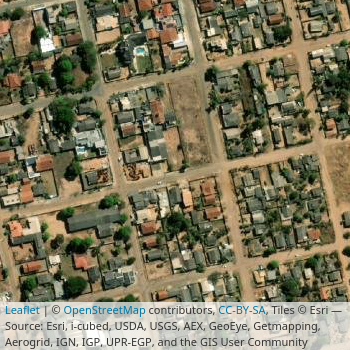 Leaflet | © OpenStreetMap contributors, CC-BY-SA, Tiles © Esri —
Source: Esri, i-cubed, USDA, USGS, AEX, GeoEye, Getmapping,
Aerogrid, IGN, IGP, UPR-EGP, and the GIS User Community